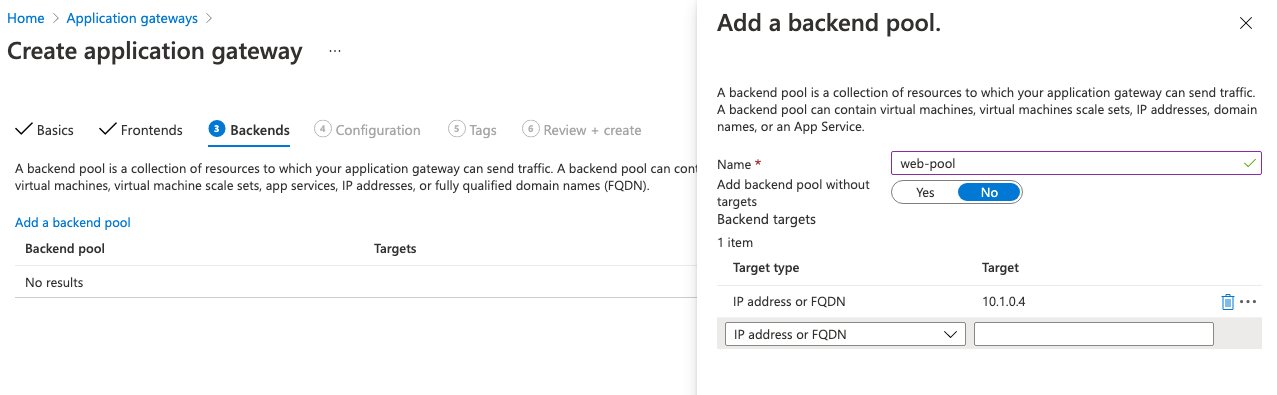 Home > Application gateways >
Create application gateway ...
Basics Frontends 3 Backends 4 Configuration 5 Tags 6 Review + create
A backend pool is a collection of resources to which your application gateway can send traffic. A backend pool can cont
virtual machines, virtual machine scale sets, app services, IP addresses, or fully qualified domain names (FQDN).
Add a backend pool
Backend pool Targets
No results
Add a backend pool.
A backend pool is a collection of resources to which your application gateway can send traffic.
A backend pool can contain virtual machines, virtual machines scale sets, IP addresses, domain
names, or an App Service.
Name * web-pool
Add backend pool without
targets
Yes No
Backend targets
1 item
Target type Target
IP address or FQDN 10.1.0.4
IP address or FQDN